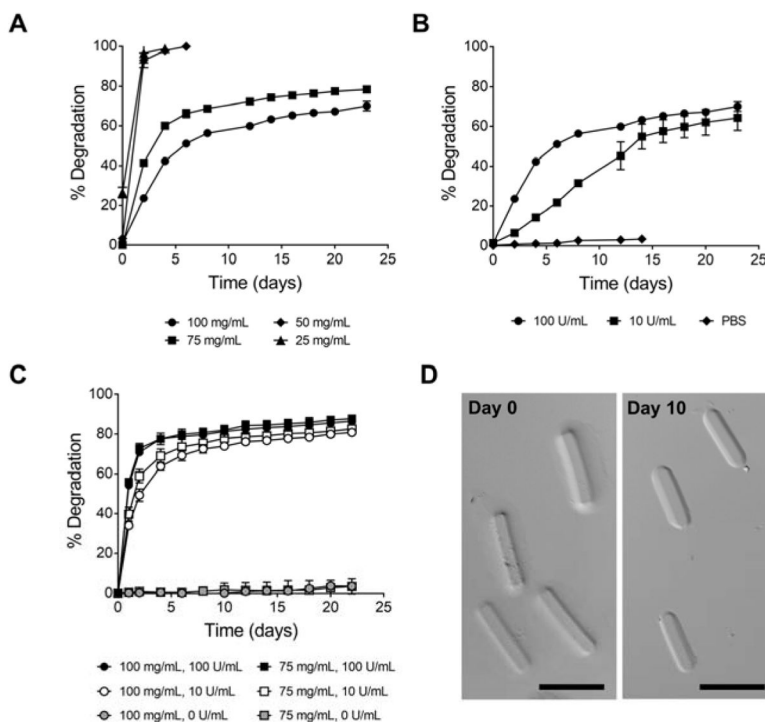 A
% Degradation
100
80
60
40
20
0
0 5 10 15 20 25
Time (days)
100 mg/mL 50 mg/mL
75 mg/mL 25 mg/mL
B
% Degradation
100
80
60
40
20
0
0 5 10 15 20 25
Time (days)
100 U/mL 10 U/mL PBS
C
% Degradation
100
80
60
40
20
0
0 5 10 15 20 25
Time (days)
100 mg/mL, 100 U/mL 75 mg/mL, 100 U/mL
100 mg/mL, 10 U/mL 75 mg/mL, 10 U/mL
100 mg/mL, 0 U/mL 75 mg/mL, 0 U/mL
D
Day 0 Day 10